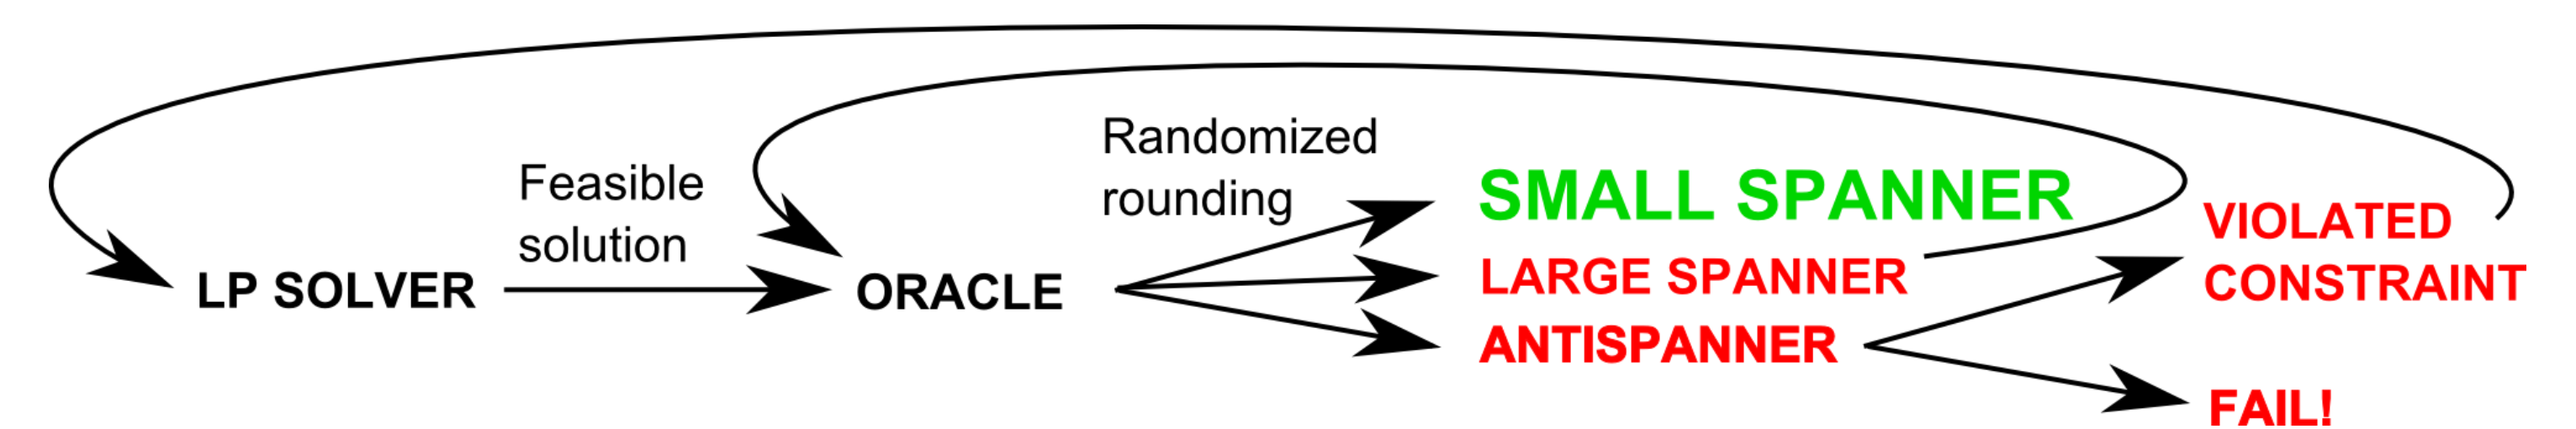 Feasible
solution
LP SOLVER
ORACLE
Randomized
rounding
SMALL SPANNER
LARGE SPANNER
ANTISPANNER
VIOLATED
CONSTRAINT
FAIL!